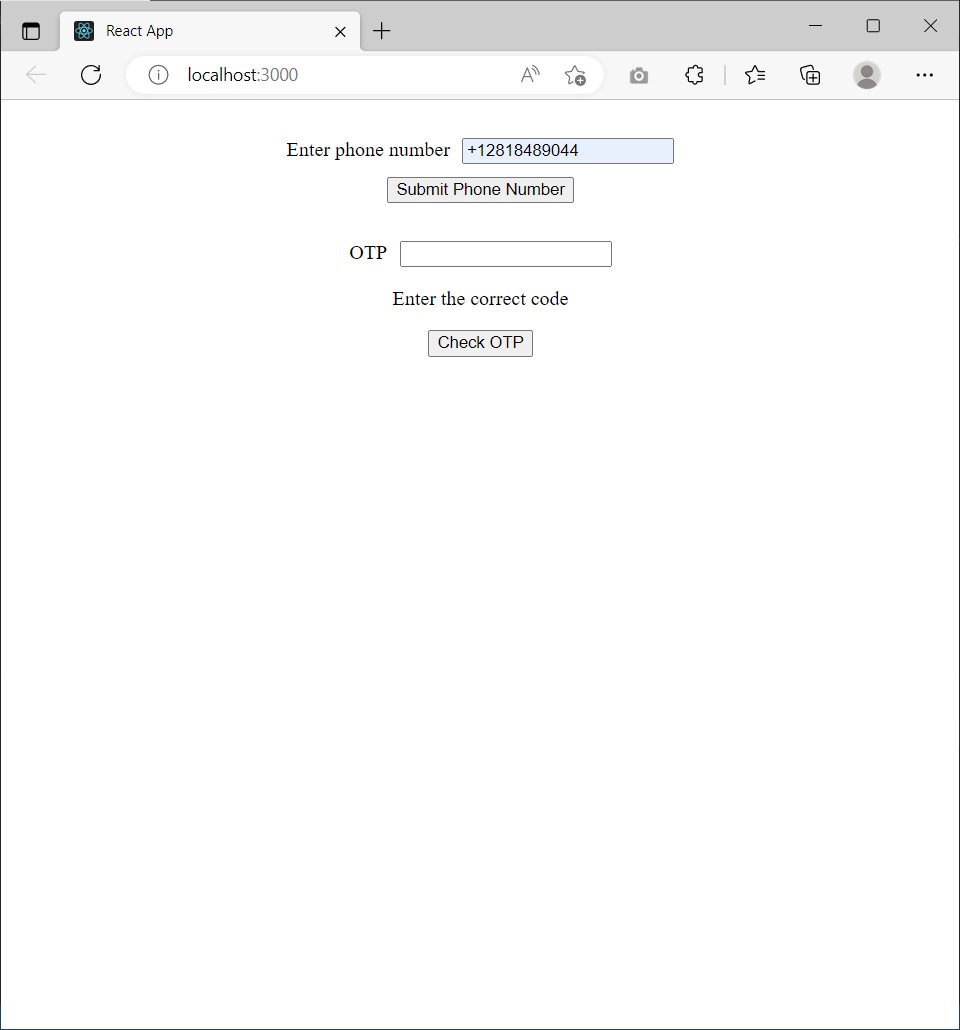 React App
localhost:3000
Enter phone number +12818489044
Submit Phone Number
OTP
Enter the correct code
Check OTP